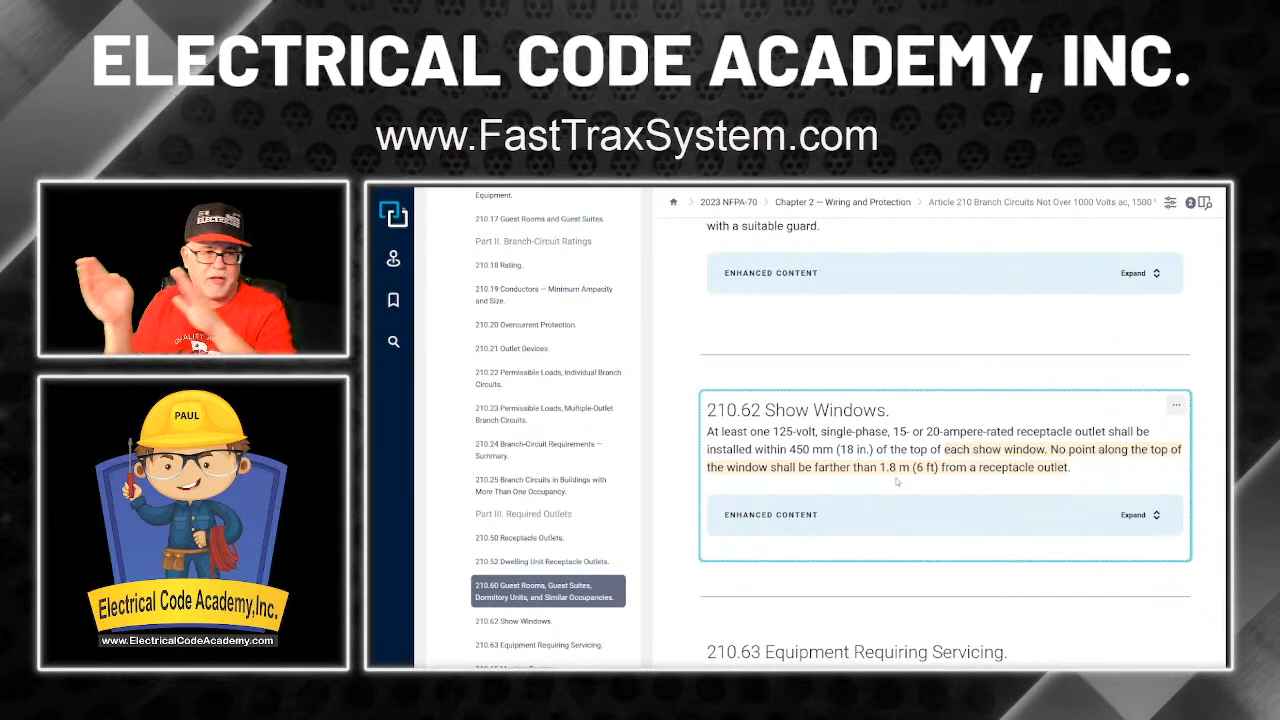 ELECTRICAL CODE ACADEMY, INC.
www.FastTraxSystem.com
QUALITY
PAUL
Electrical Code Academy,Inc.
www.ElectricalCodeAcademy.com
Equipment.
210.17 Guest Rooms and Guest Suites.
Part II. Branch-Circuit Ratings
210.18 Rating.
210.19 Conductors — Minimum Ampacity
and Size.
210.20 Overcurrent Protection.
210.21 Outlet Devices.
210.22 Permissible Loads, Individual Branch
Circuits.
210.23 Permissible Loads, Multiple-Outlet
Branch Circuits.
210.24 Branch-Circuit Requirements —
Summary.
210.25 Branch Circuits in Buildings with
More Than One Occupancy.
Part III. Required Outlets
210.50 Receptacle Outlets.
210.52 Dwelling Unit Receptacle Outlets.
210.60 Guest Rooms, Guest Suites,
Dormitory Units, and Similar Occupancies.
210.62 Show Windows.
210.63 Equipment Requiring Servicing.
2023 NFPA-70 > Chapter 2 — Wiring and Protection > Article 210 Branch Circuits Not Over 1000 Volts ac, 1500 
2
with a suitable guard.
ENHANCED CONTENT Expand
210.62 Show Windows.
At least one 125-volt, single-phase, 15- or 20-ampere-rated receptacle outlet shall be
installed within 450 mm (18 in.) of the top of each show window. No point along the top of
the window shall be farther than 1.8 m (6 ft) from a receptacle outlet.
ENHANCED CONTENT Expand
210.63 Equipment Requiring Servicing.